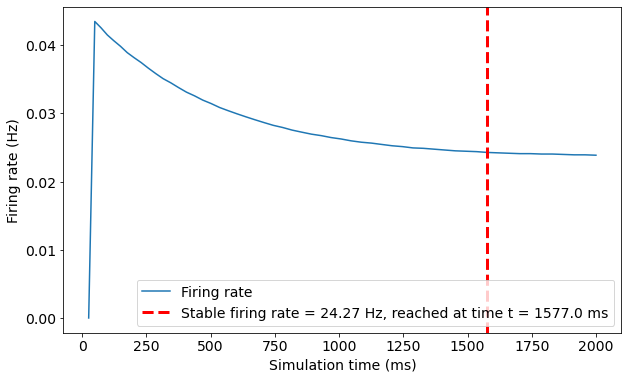 0.04
0.03
0.02
0.01
0.00
Firing rate (Hz)
Firing rate
Stable firing rate = 24.27 Hz, reached at time t = 1577.0 ms
0 250 500 750 1000 1250 1500 1750 2000
Simulation time (ms)